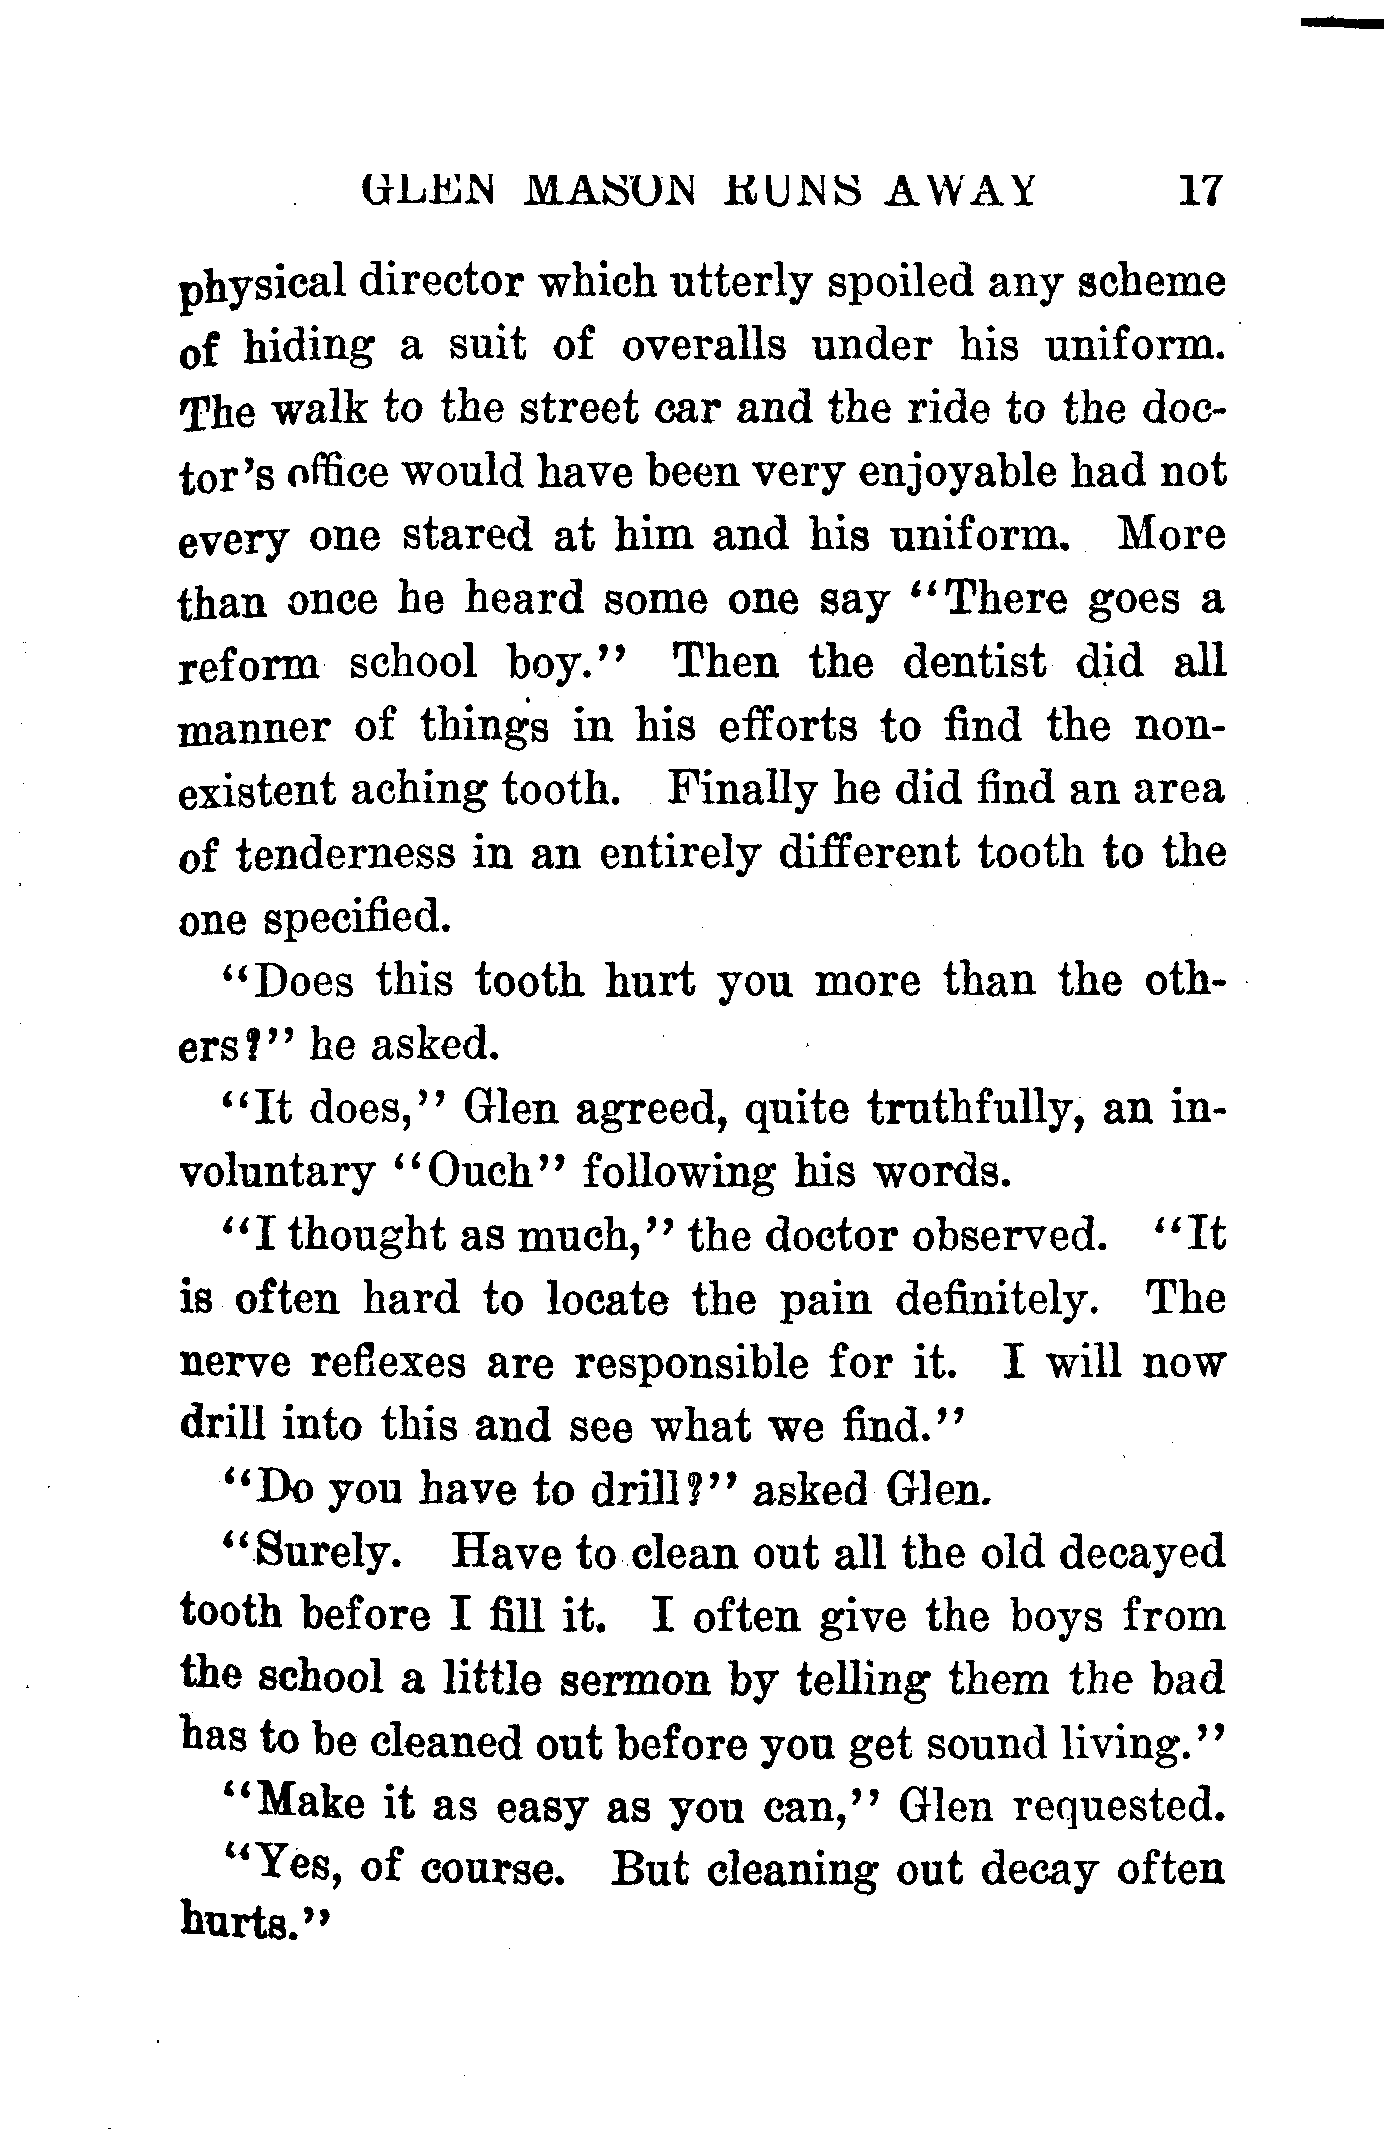 GLEN MASON RUNS AWAY 17
physical director which utterly spoiled any scheme
of hiding a suit of overalls under his uniform.
The walk to the street car and the ride to the doc-
tor's office would have been very enjoyable had not
every one stared at him and his uniform. More
than once he heard some one say "There goes a
reform school boy." Then the dentist did all
manner of things in his efforts to find the non-
existent aching tooth. Finally he did find an area
of tenderness in an entirely different tooth to the
one specified.
"Does this tooth hurt you more than the oth-
ers?" he asked.
"It does," Glen agreed, quite truthfully, an in-
voluntary "Ouch" following his words.
"I thought as much," the doctor observed. "It
is often hard to locate the pain definitely. The
nerve reflexes are responsible for it. I will now
drill into this and see what we find."
"Do you have to drill?" asked Glen.
"Surely. Have to clean out all the old decayed
tooth before I fill it. I often give the boys from
the school a little sermon by telling them the bad
has to be cleaned out before you get sound living."
"Make it as easy as you can," Glen requested.
"Yes, of course. But cleaning out decay often
hurts."